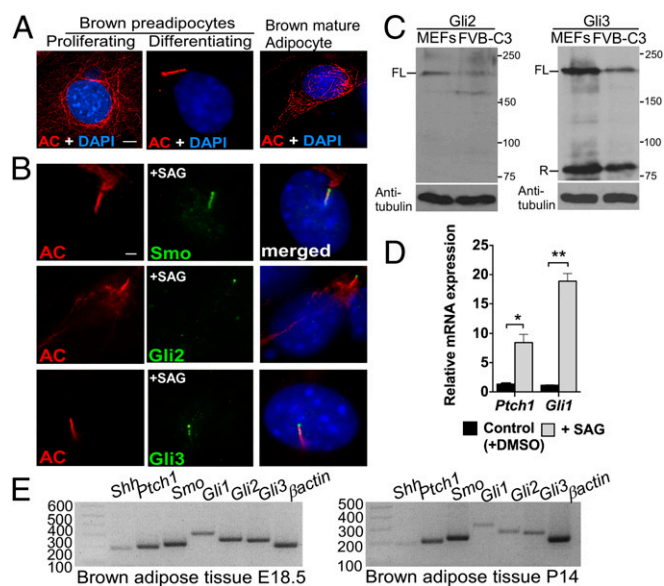 A
Brown preadipocytes
Proliferating
Differentiating
Brown mature
Adipocyte
AC + DAPI
AC + DAPI
AC + DAPI
B
AC
+SAG
Smo
merged
AC
+SAG
Gli2
AC
+SAG
Gli3
C
Gli2
MEFs FVB-C3
FL
250
150
100
75
Anti-
tubulin
Gli3
MEFs FVB-C3
FL
R
250
150
100
75
Anti-
tubulin
D
Relative mRNA expression
25
20
15
10
5
0
*
**
Ptch1
Gli1
Control
(+DMSO)
+ SAG
E
Shh Ptch1 Smo Gli1 Gli2 Gli3 βactin
600
500
400
300
200
100
Brown adipose tissue E18.5
Shh Ptch1 Smo Gli1 Gli2 Gli3 βactin
600
500
400
300
200
100
Brown adipose tissue P14